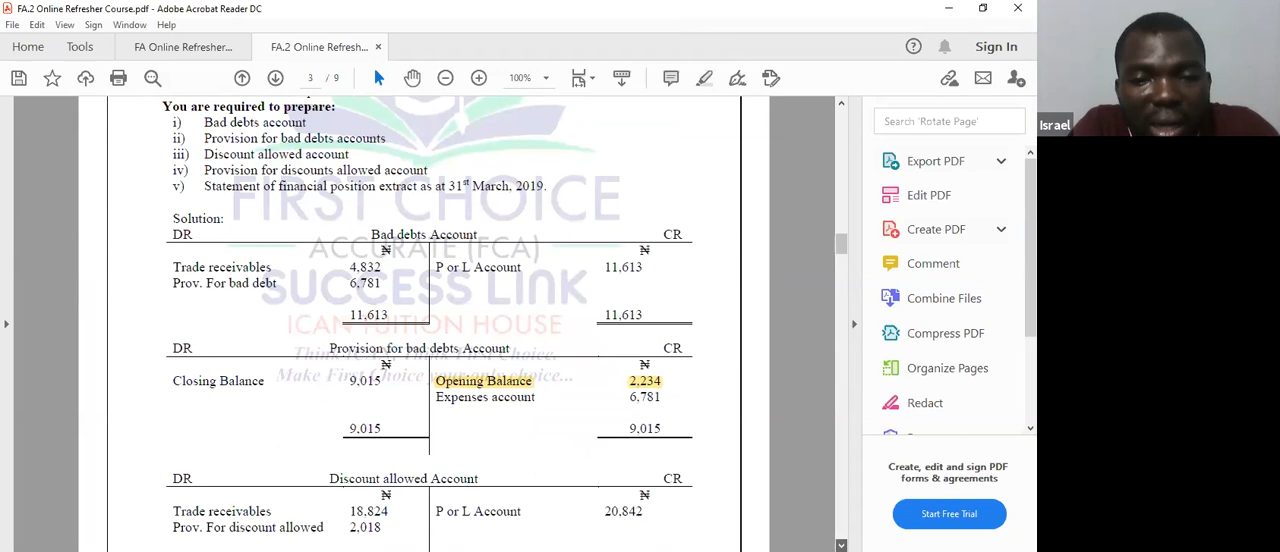 FA.2 Online Refresher Course.pdf - Adobe Acrobat Reader DC
File Edit View Sign Window Help
Home Tools FA Online Refresher... FA.2 Online Refresh... ×
Sign In
3 / 9 100%
You are required to prepare:
i) Bad debts account
ii) Provision for bad debts accounts
iii) Discount allowed account
iv) Provision for discounts allowed account
v) Statement of financial position extract as at 31st March, 2019.
FIRST CHOICE
Solution:
DR Bad debts Account CR
ACCURATE (FCA)
₦ ₦
Trade receivables 4,832 P or L Account 11,613
Prov. For bad debt 6,781
SUCCESS LINK
11,613 11,613
ICAN TUITION HOUSE
DR Provision for bad debts Account CR
₦ ₦
Make First Choice your only choice...
Closing Balance 9,015 Opening Balance 2,234
Expenses account 6,781
9,015 9,015
DR Discount allowed Account CR
₦ ₦
Trade receivables 18,824 P or L Account 20,842
Prov. For discount allowed 2,018
Search 'Rotate Page'
Export PDF
Edit PDF
Create PDF
Comment
Combine Files
Compress PDF
Organize Pages
Redact
Create, edit and sign PDF
forms & agreements
Start Free Trial
Israel